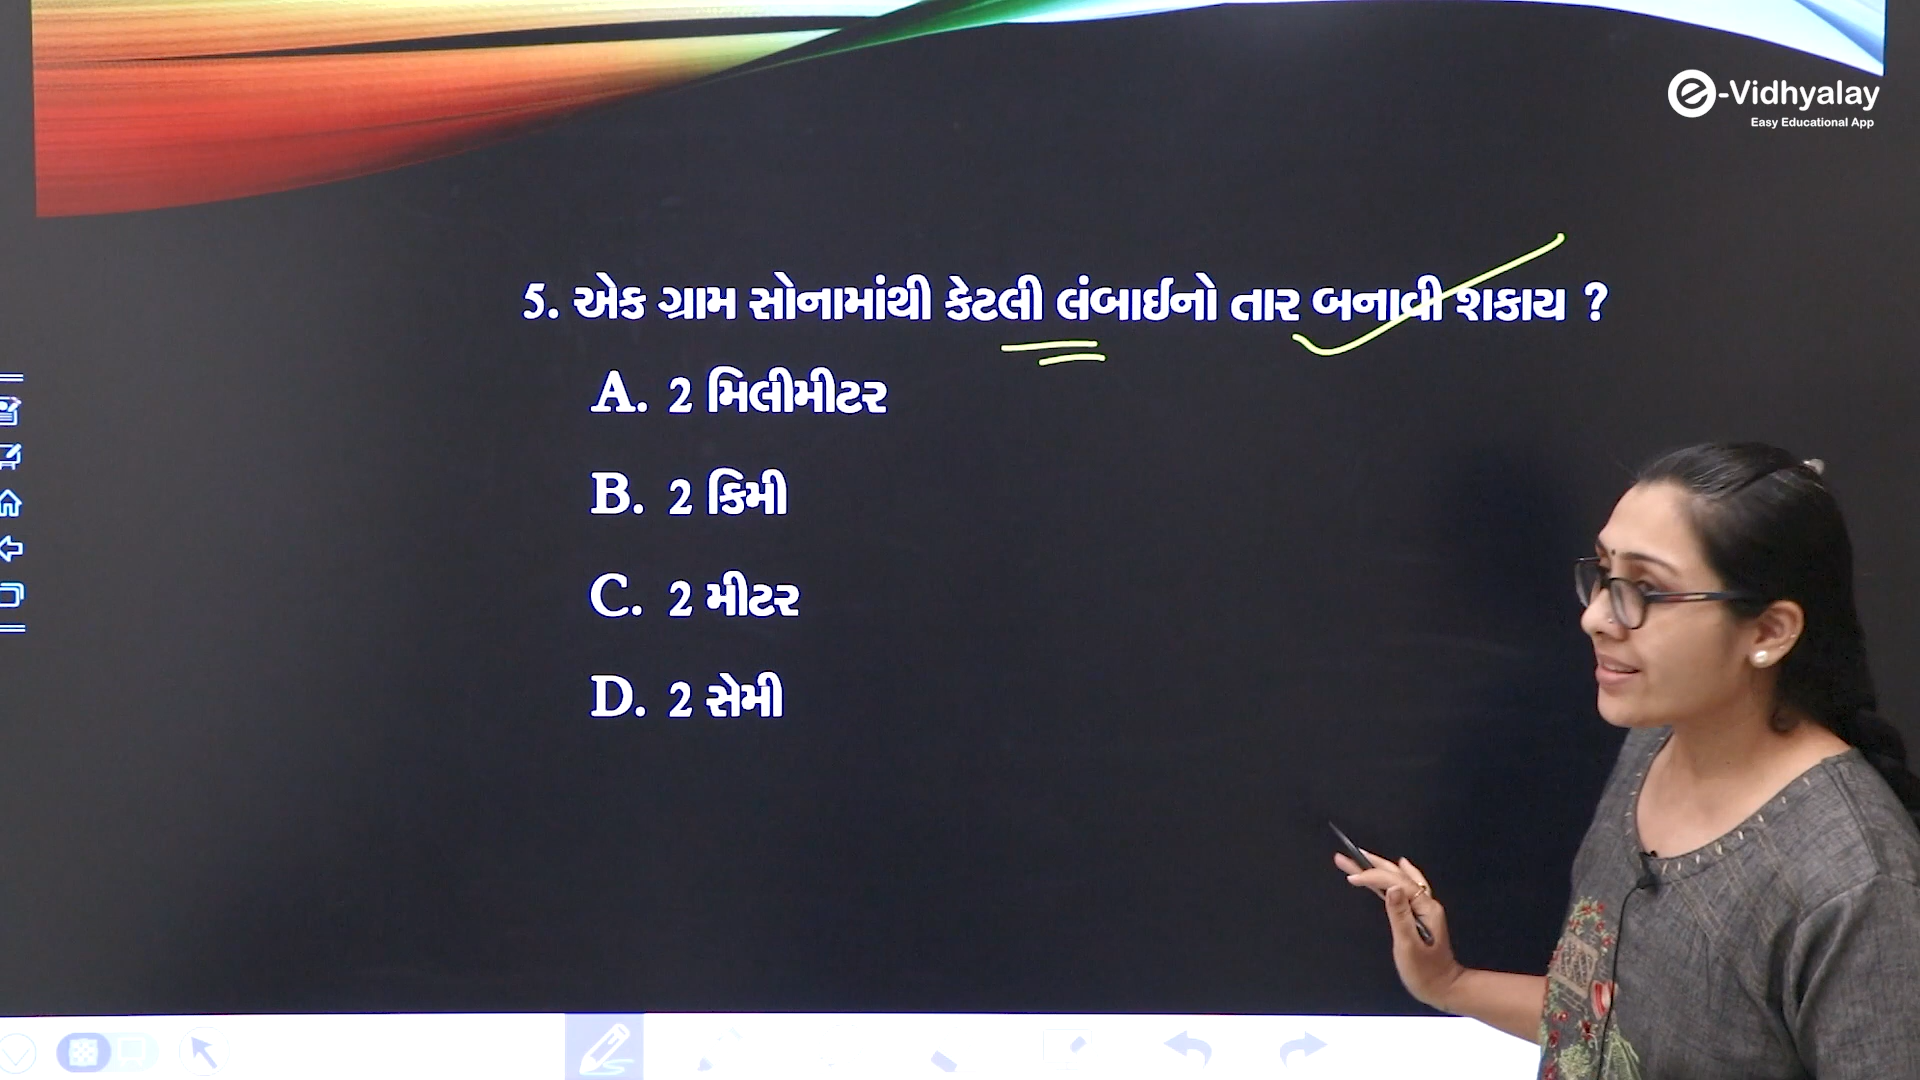 e-Vidhyalay
Easy Educational App
5. એક ગ્રામ સોનામાંથી કેટલી લંબાઈનો તાર બનાવી શકાય ?
A. 2 મિલીમીટર
B. 2 કિમી
C. 2 મીટર
D. 2 સેમી